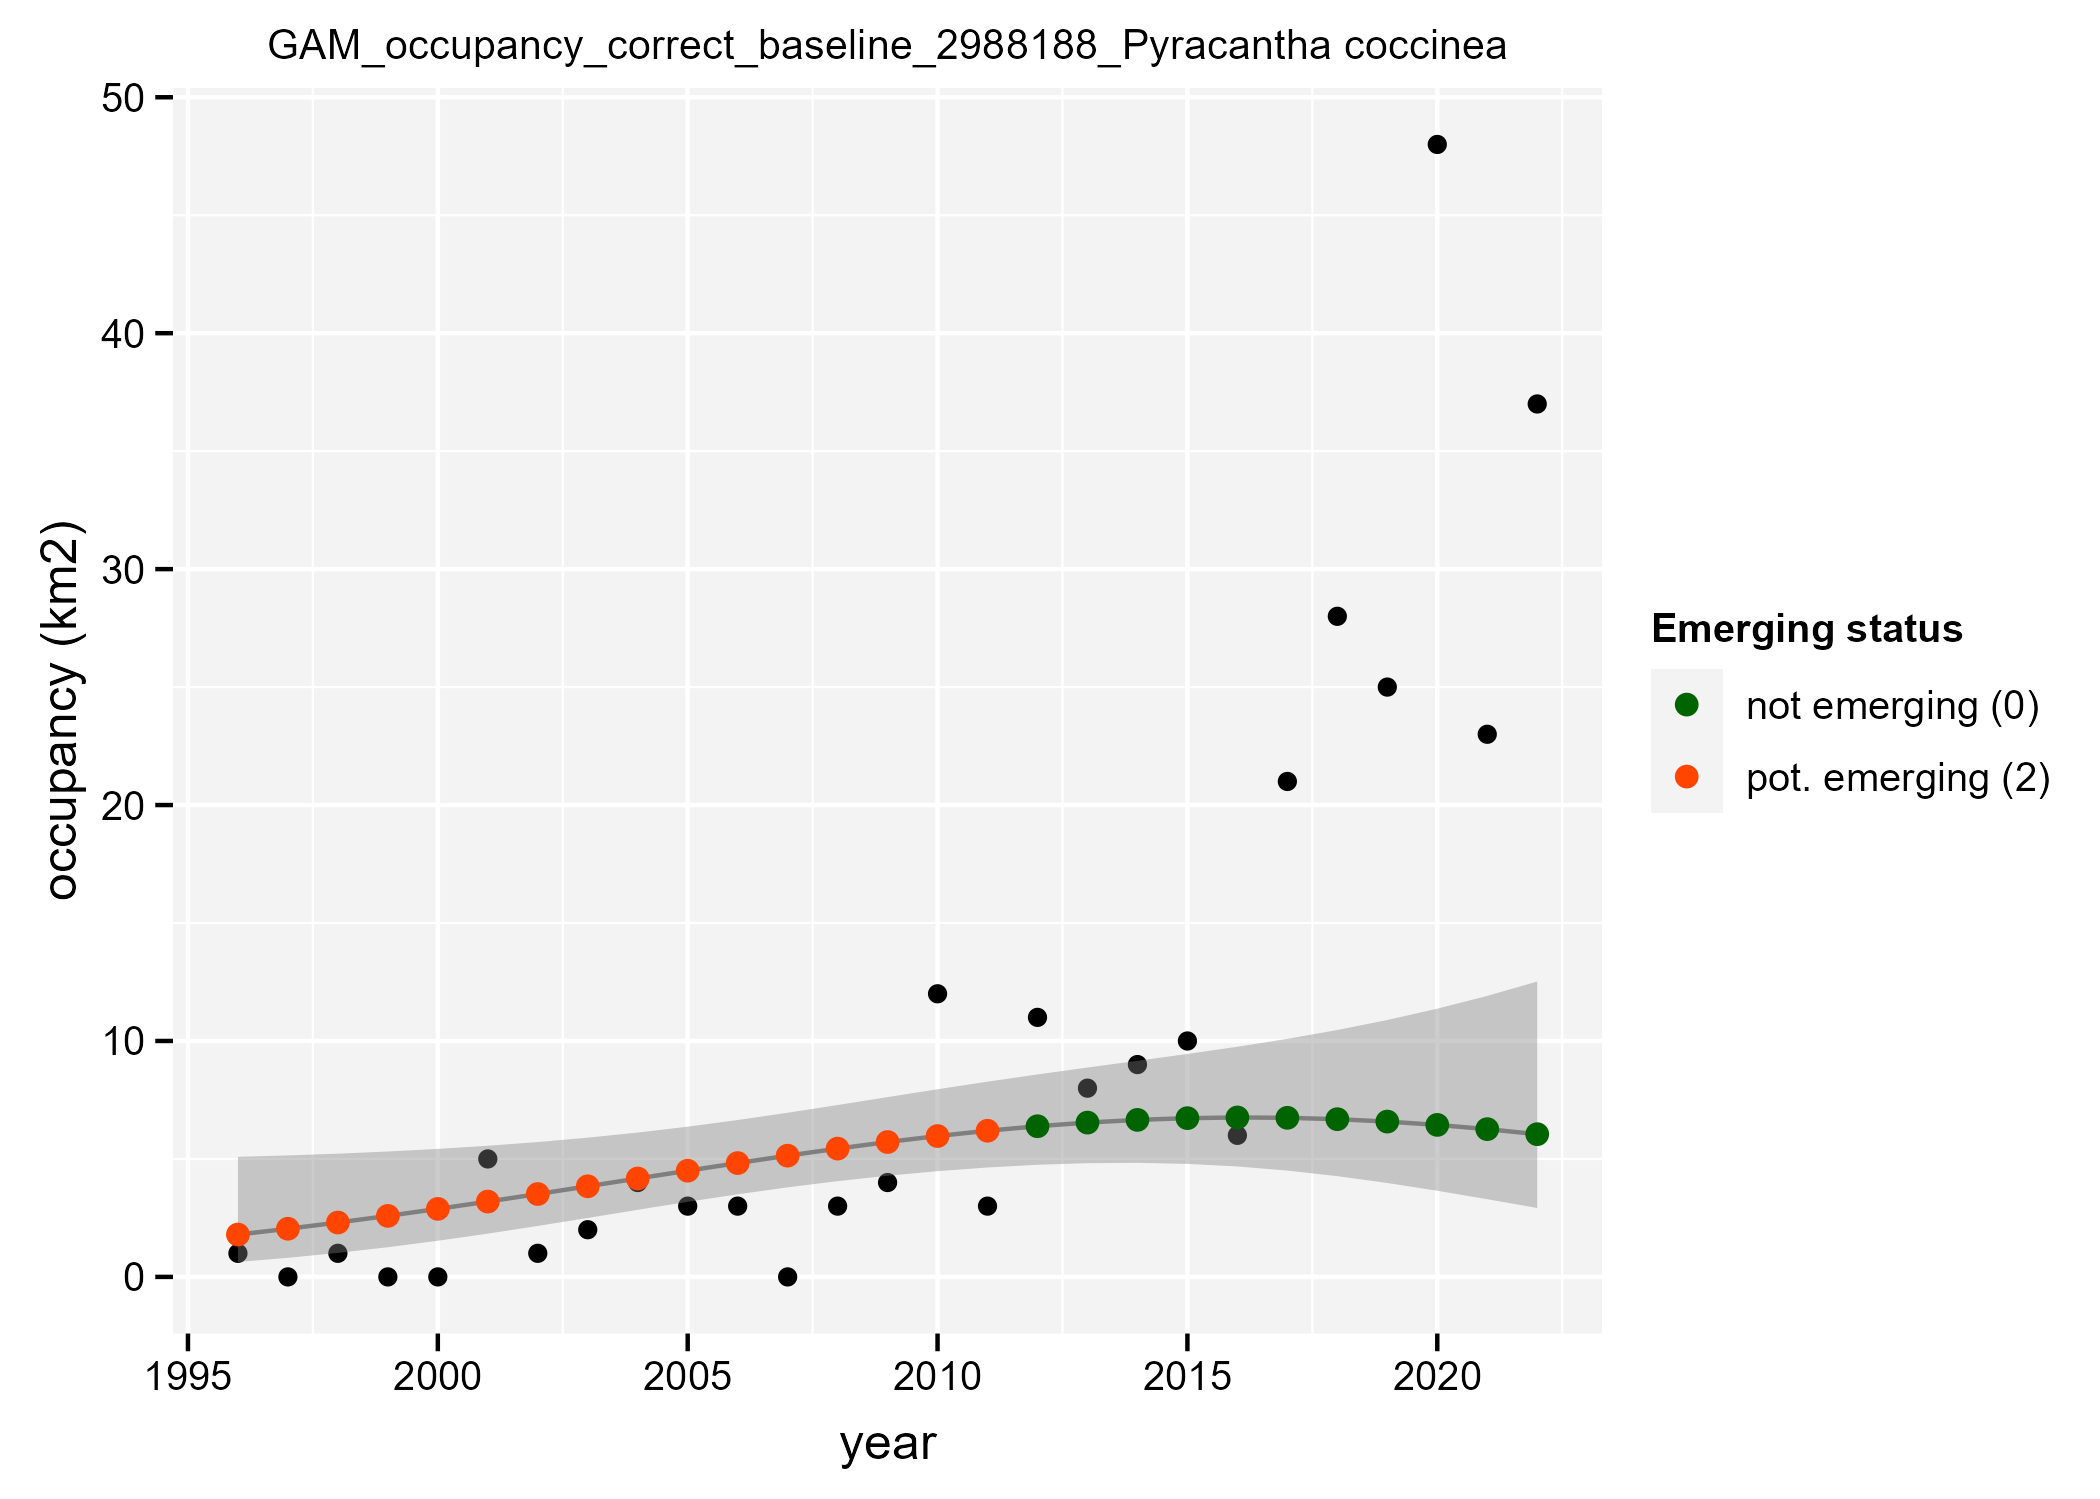 GAM_occupancy_correct_baseline_2988188_Pyracantha coccinea
50
40
30
20
10
0
occupancy (km2)
1995
2000
2005
2010
2015
2020
year
Emerging status
not emerging (0)
pot. emerging (2)